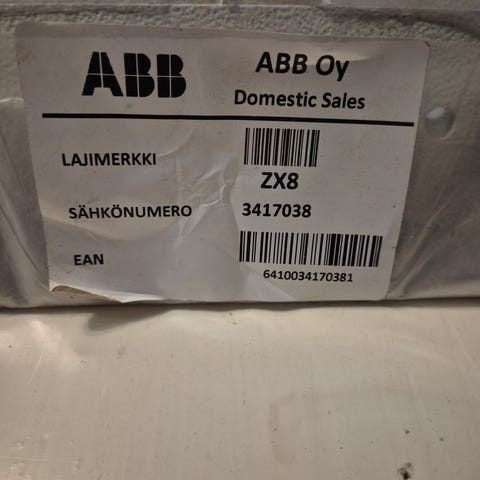 ABB
ABB Oy
Domestic Sales
LAJIMERKKI
ZX8
SÄHKÖNUMERO 3417038
EAN
6410034170381